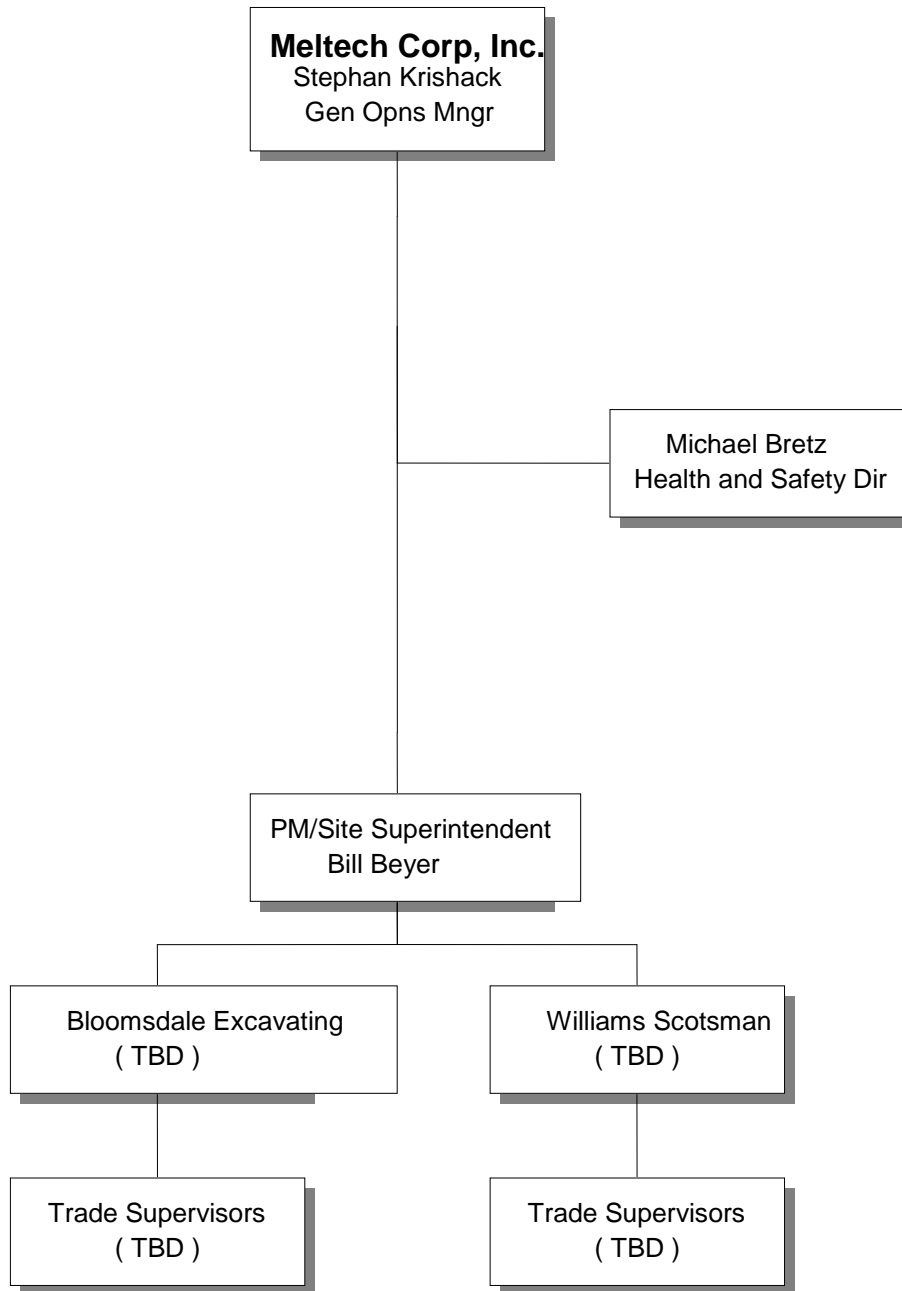 Meltech Corp, Inc.
Stephan Krishack
Gen Opns Mngr
Michael Bretz
Health and Safety Dir
PM/Site Superintendent
Bill Beyer
Bloomsdale Excavating
( TBD )
Williams Scotsman
( TBD )
Trade Supervisors
( TBD )
Trade Supervisors
( TBD )